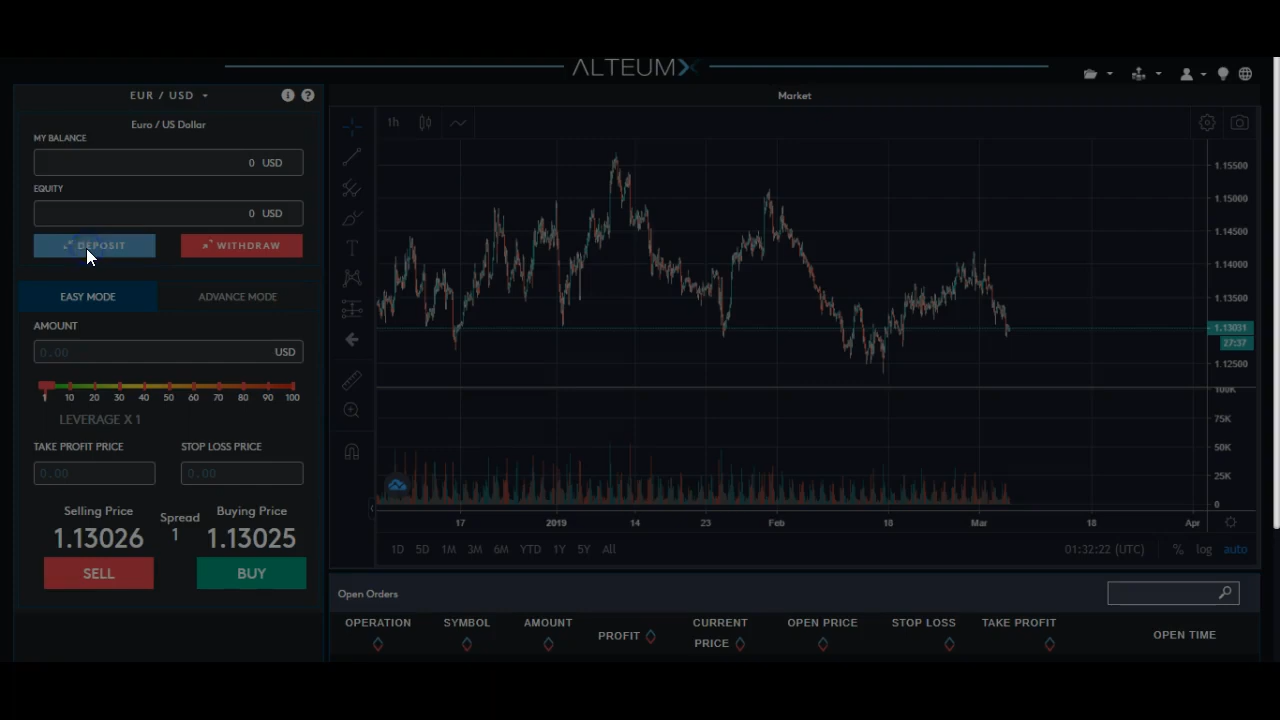 ALTEUMX
EUR / USD
Market
Euro / US Dollar
MY BALANCE
0 USD
EQUITY
0 USD
DEPOSIT WITHDRAW
EASY MODE ADVANCE MODE
AMOUNT
0.00 USD
1 10 20 30 40 50 60 70 80 90 100
LEVERAGE X 1
TAKE PROFIT PRICE STOP LOSS PRICE
0.00 0.00
Selling Price Spread Buying Price
1.13026 1 1.13025
SELL BUY
1h
T
1.15500
1.15000
1.14500
1.14000
1.13500
1.13031
27:37
1.12500
100K
75K
50K
25K
0
17 2019 14 23 Feb 18 Mar 18 Apr
1D 5D 1M 3M 6M YTD 1Y 5Y All 01:32:22 (UTC) % log auto
Open Orders
OPERATION SYMBOL AMOUNT PROFIT CURRENT PRICE OPEN PRICE STOP LOSS TAKE PROFIT OPEN TIME